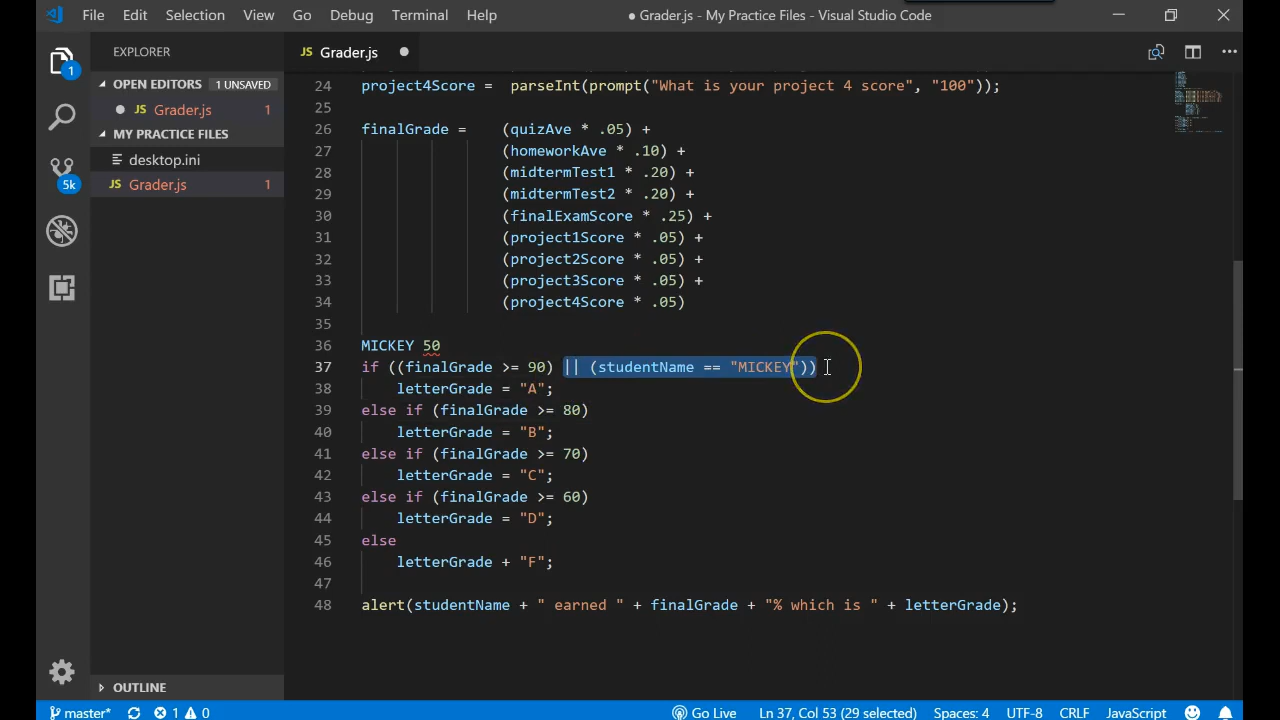 File Edit Selection View Go Debug Terminal Help ● Grader.js - My Practice Files - Visual Studio Code
EXPLORER
JS Grader.js
OPEN EDITORS 1 UNSAVED
JS Grader.js 1
MY PRACTICE FILES
desktop.ini
JS Grader.js 1
1
5k
24 project4Score = parseInt(prompt("What is your project 4 score", "100"));
25
26 finalGrade = (quizAve * .05) +
27 (homeworkAve * .10) +
28 (midtermTest1 * .20) +
29 (midtermTest2 * .20) +
30 (finalExamScore * .25) +
31 (project1Score * .05) +
32 (project2Score * .05) +
33 (project3Score * .05) +
34 (project4Score * .05)
35
36 MICKEY 50
37 if ((finalGrade >= 90) || (studentName == "MICKEY"))
38 letterGrade = "A";
39 else if (finalGrade >= 80)
40 letterGrade = "B";
41 else if (finalGrade >= 70)
42 letterGrade = "C";
43 else if (finalGrade >= 60)
44 letterGrade = "D";
45 else
46 letterGrade + "F";
47
48 alert(studentName + " earned " + finalGrade + "% which is " + letterGrade);
OUTLINE
master* 1 0 Go Live Ln 37, Col 53 (29 selected) Spaces: 4 UTF-8 CRLF JavaScript